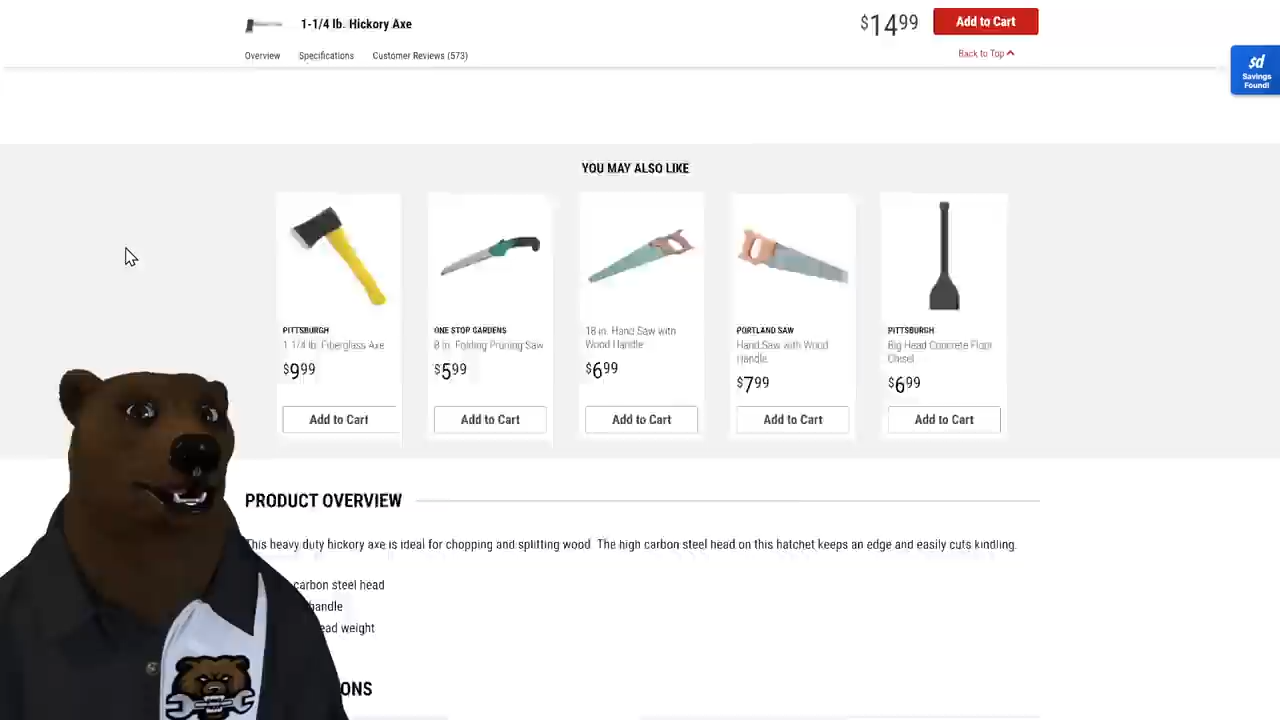 1-1/4 lb. Hickory Axe
$14 99
Add to Cart
Overview Specifications Customer Reviews (573)
Back to Top
$d
Savings
Found!
YOU MAY ALSO LIKE
PITTSBURGH
1 1/4 lb. Fiberglass Axe
$9 99
Add to Cart
ONE STOP GARDENS
8 in. Folding Pruning Saw
$5 99
Add to Cart
18 in. Hand Saw with
Wood Handle
$6 99
Add to Cart
PORTLAND SAW
Hand Saw with Wood
Handle
$7 99
Add to Cart
PITTSBURGH
Big Head Concrete Floor
Chisel
$6 99
Add to Cart
PRODUCT OVERVIEW
This heavy duty hickory axe is ideal for chopping and splitting wood The high carbon steel head on this hatchet keeps an edge and easily cuts kindling.
carbon steel head
handle
ead weight
ONS